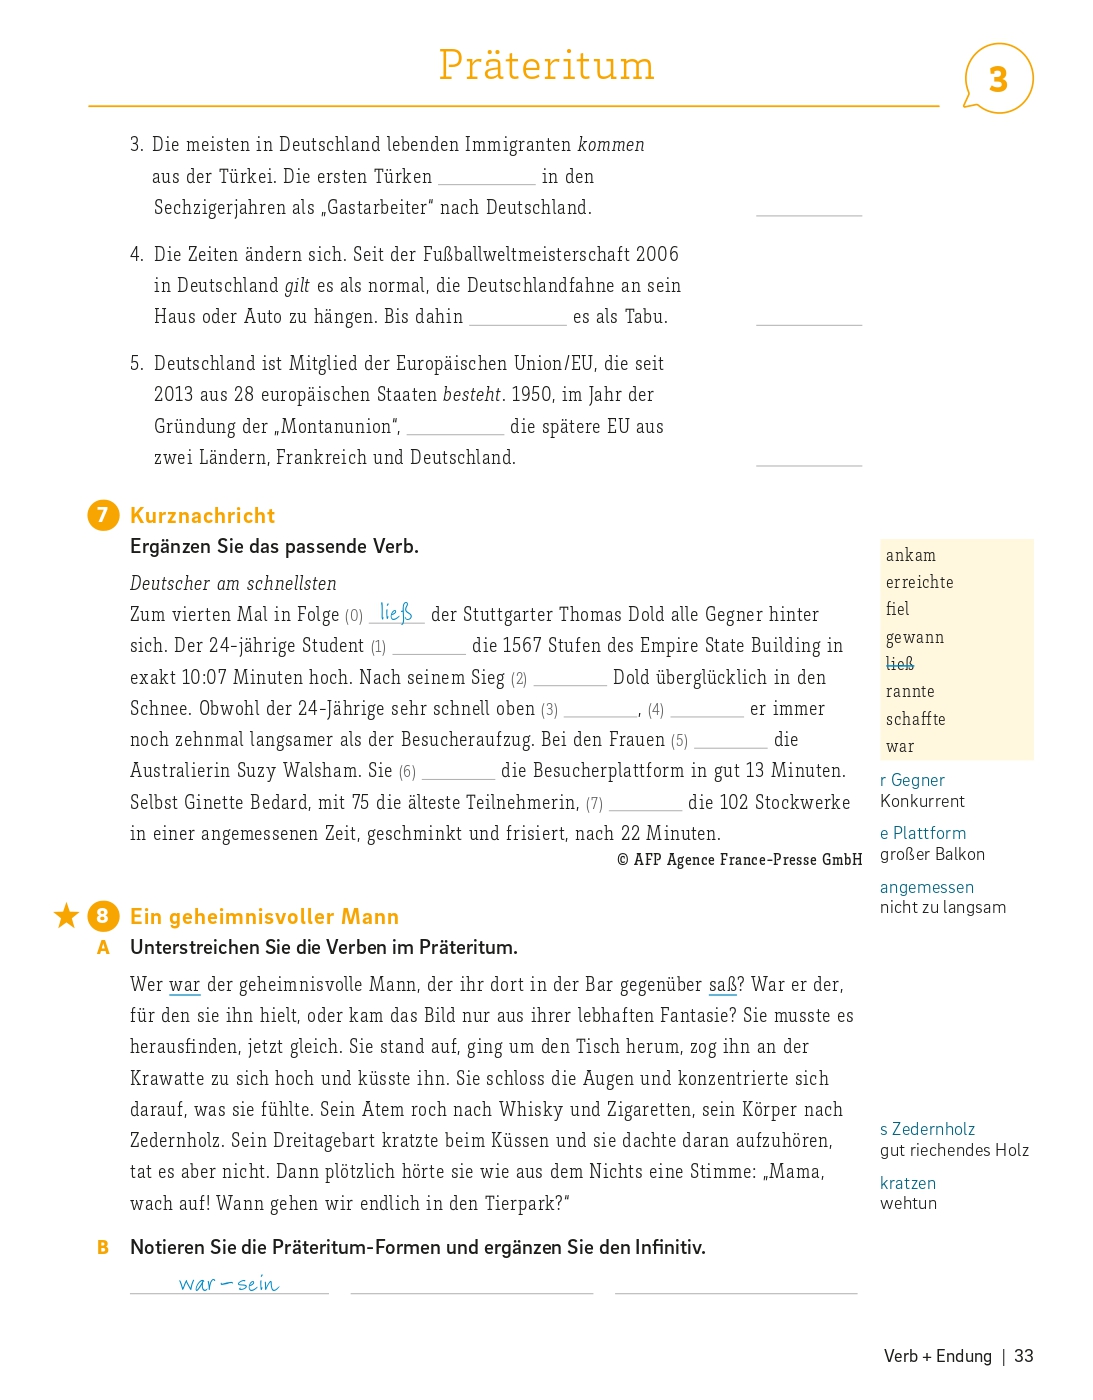 Präteritum
3
3. Die meisten in Deutschland lebenden Immigranten kommen
aus der Türkei. Die ersten Türken __________ in den
Sechzigerjahren als „Gastarbeiter“ nach Deutschland. __________
4. Die Zeiten ändern sich. Seit der Fußballweltmeisterschaft 2006
in Deutschland gilt es als normal, die Deutschlandfahne an sein
Haus oder Auto zu hängen. Bis dahin __________ es als Tabu. __________
5. Deutschland ist Mitglied der Europäischen Union/EU, die seit
2013 aus 28 europäischen Staaten besteht. 1950, im Jahr der
Gründung der „Montanunion“, __________ die spätere EU aus
zwei Ländern, Frankreich und Deutschland. __________
7 Kurznachricht
Ergänzen Sie das passende Verb.
Deutscher am schnellsten
Zum vierten Mal in Folge (0) ließ der Stuttgarter Thomas Dold alle Gegner hinter
sich. Der 24-jährige Student (1) ________ die 1567 Stufen des Empire State Building in
exakt 10:07 Minuten hoch. Nach seinem Sieg (2) ________ Dold überglücklich in den
Schnee. Obwohl der 24-Jährige sehr schnell oben (3) ________, (4) ________ er immer
noch zehnmal langsamer als der Besucheraufzug. Bei den Frauen (5) ________ die
Australierin Suzy Walsham. Sie (6) ________ die Besucherplattform in gut 13 Minuten.
Selbst Ginette Bedard, mit 75 die älteste Teilnehmerin, (7) ________ die 102 Stockwerke
in einer angemessenen Zeit, geschminkt und frisiert, nach 22 Minuten.
© AFP Agence France-Presse GmbH
ankam
erreichte
fiel
gewann
ließ
rannte
schaffte
war
r Gegner
Konkurrent
e Plattform
großer Balkon
angemessen
nicht zu langsam
8 Ein geheimnisvoller Mann
A Unterstreichen Sie die Verben im Präteritum.
Wer war der geheimnisvolle Mann, der ihr dort in der Bar gegenüber saß? War er der,
für den sie ihn hielt, oder kam das Bild nur aus ihrer lebhaften Fantasie? Sie musste es
herausfinden, jetzt gleich. Sie stand auf, ging um den Tisch herum, zog ihn an der
Krawatte zu sich hoch und küsste ihn. Sie schloss die Augen und konzentrierte sich
darauf, was sie fühlte. Sein Atem roch nach Whisky und Zigaretten, sein Körper nach
Zedernholz. Sein Dreitagebart kratzte beim Küssen und sie dachte daran aufzuhören,
tat es aber nicht. Dann plötzlich hörte sie wie aus dem Nichts eine Stimme: „Mama,
wach auf! Wann gehen wir endlich in den Tierpark?“
s Zedernholz
gut riechendes Holz
kratzen
wehtun
B Notieren Sie die Präteritum-Formen und ergänzen Sie den Infinitiv.
war – sein
Verb + Endung | 33